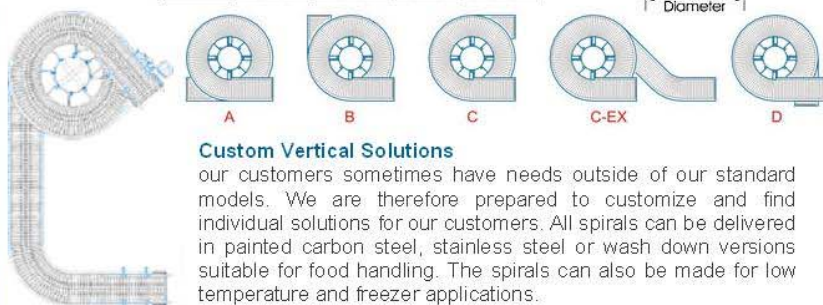 Diameter
A B C C-EX D
Custom Vertical Solutions
our customers sometimes have needs outside of our standard
models. We are therefore prepared to customize and find
individual solutions for our customers. All spirals can be delivered
in painted carbon steel, stainless steel or wash down versions
suitable for food handling. The spirals can also be made for low
temperature and freezer applications.